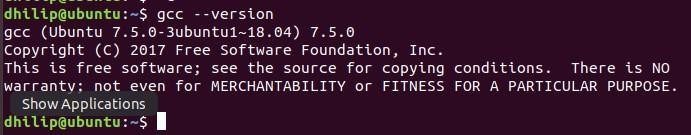 dhilip@ubuntu:~$ gcc --version
gcc (Ubuntu 7.5.0-3ubuntu1~18.04) 7.5.0
Copyright (C) 2017 Free Software Foundation, Inc.
This is free software; see the source for copying conditions.  There is NO
warranty; not even for MERCHANTABILITY or FITNESS FOR A PARTICULAR PURPOSE.
Show Applications
dhilip@ubuntu:~$